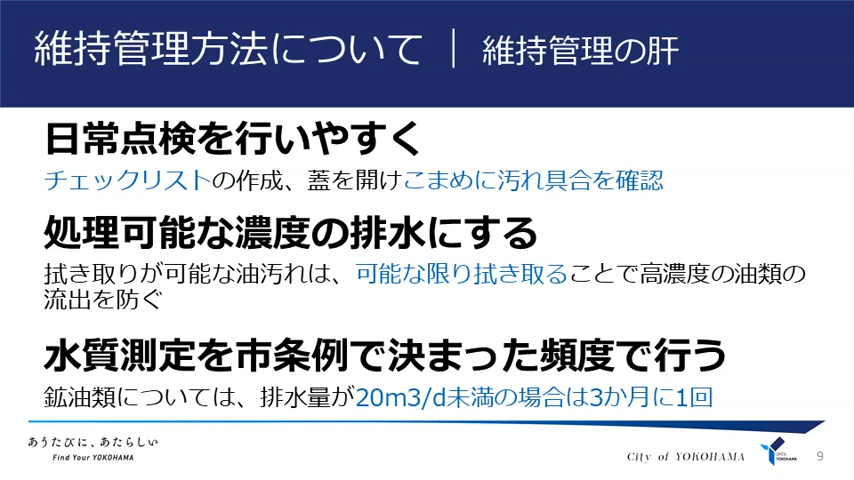 維持管理方法について │ 維持管理の肝
日常点検を行いやすく
チェックリストの作成、蓋を開けこまめに汚れ具合を確認
処理可能な濃度の排水にする
拭き取りが可能な油汚れは、可能な限り拭き取ることで高濃度の油類の
流出を防ぐ
水質測定を市条例で決まった頻度で行う
鉱油類については、排水量が20m3/d未満の場合は3か月に1回
あうたびに、あたらしい
Find Your YOKOHAMA
City of YOKOHAMA
OPEN
YOKOHAMA
9